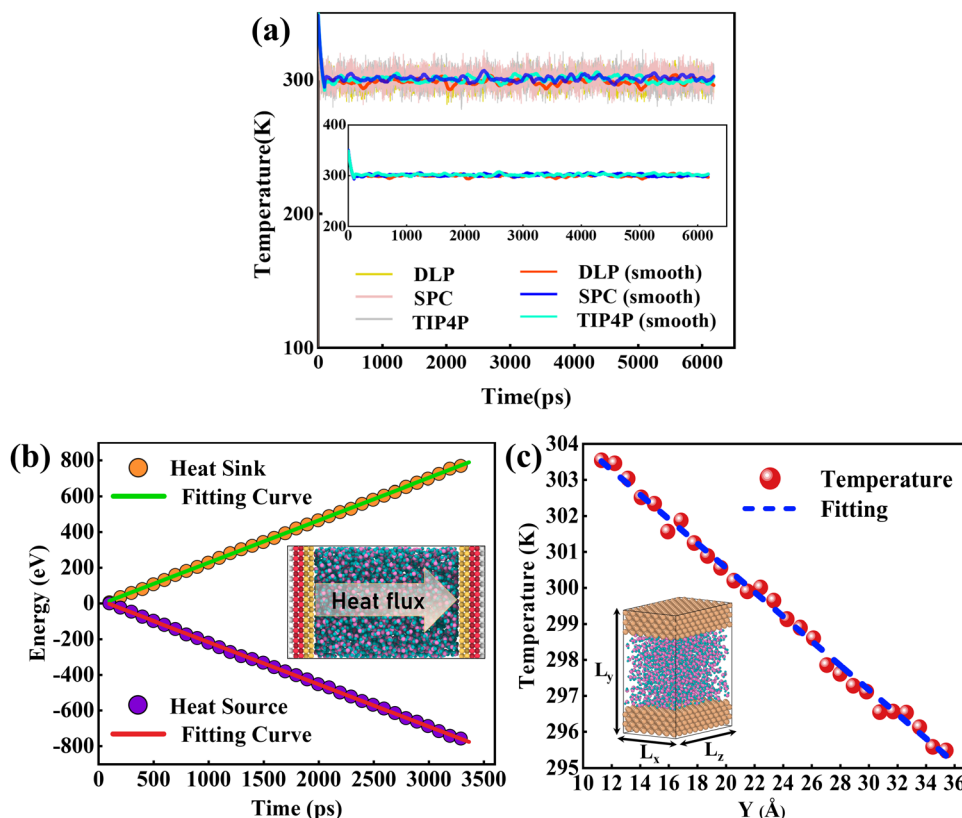 (a)
300
200
100
Temperature(K)
400
300
200
0 1000 2000 3000 4000 5000 6000
DLP
SPC
TIP4P
DLP (smooth)
SPC (smooth)
TIP4P (smooth)
0 1000 2000 3000 4000 5000 6000
Time(ps)
(b)
800
600
400
200
0
-200
-400
-600
-800
Energy (eV)
Heat Sink
Fitting Curve
Heat flux
Heat Source
Fitting Curve
0 500 1000 1500 2000 2500 3000 3500
Time (ps)
(c)
304
303
302
301
300
299
298
297
296
295
Temperature (K)
Temperature
Fitting
Ly
Lx
Lz
10 12 14 16 18 20 22 24 26 28 30 32 34 36
Y (Å)